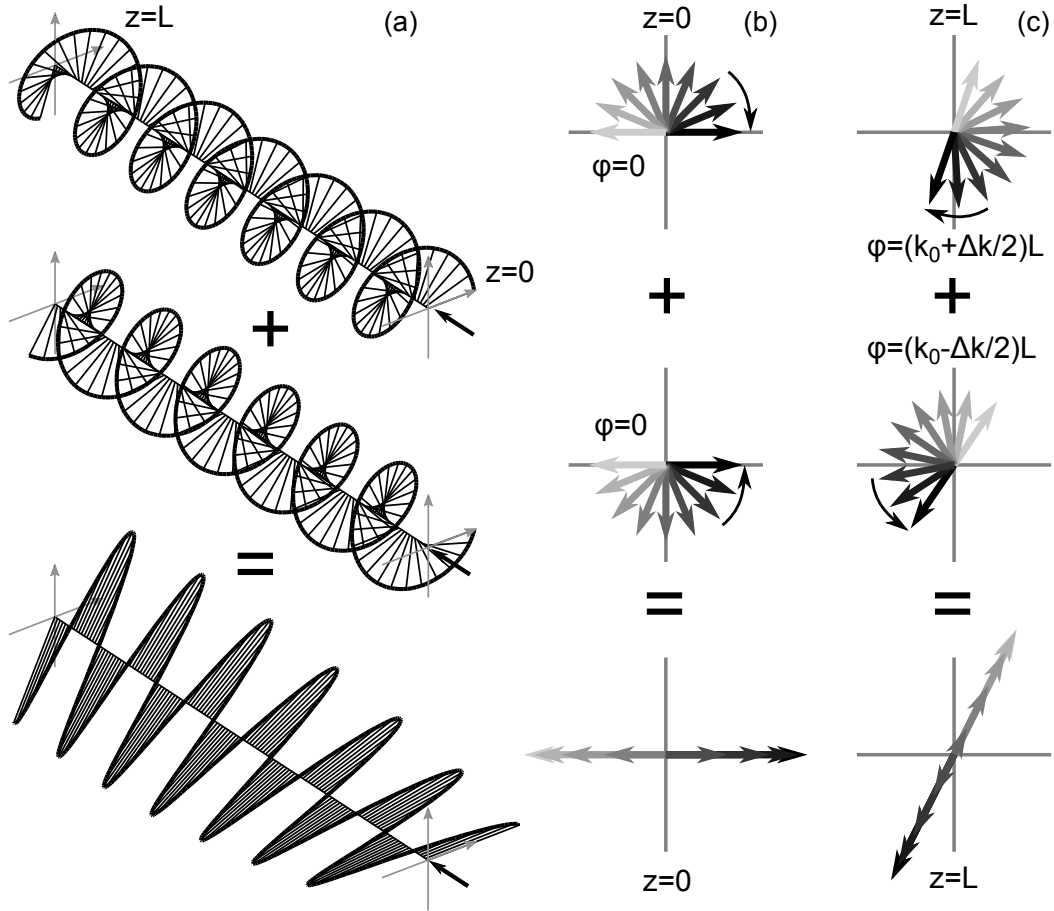 z=L
(a)
z=0
+
=
z=0
(b)
φ=0
+
φ=0
=
z=0
z=L
(c)
φ=(k₀+Δk/2)L
+
φ=(k₀-Δk/2)L
=
z=L